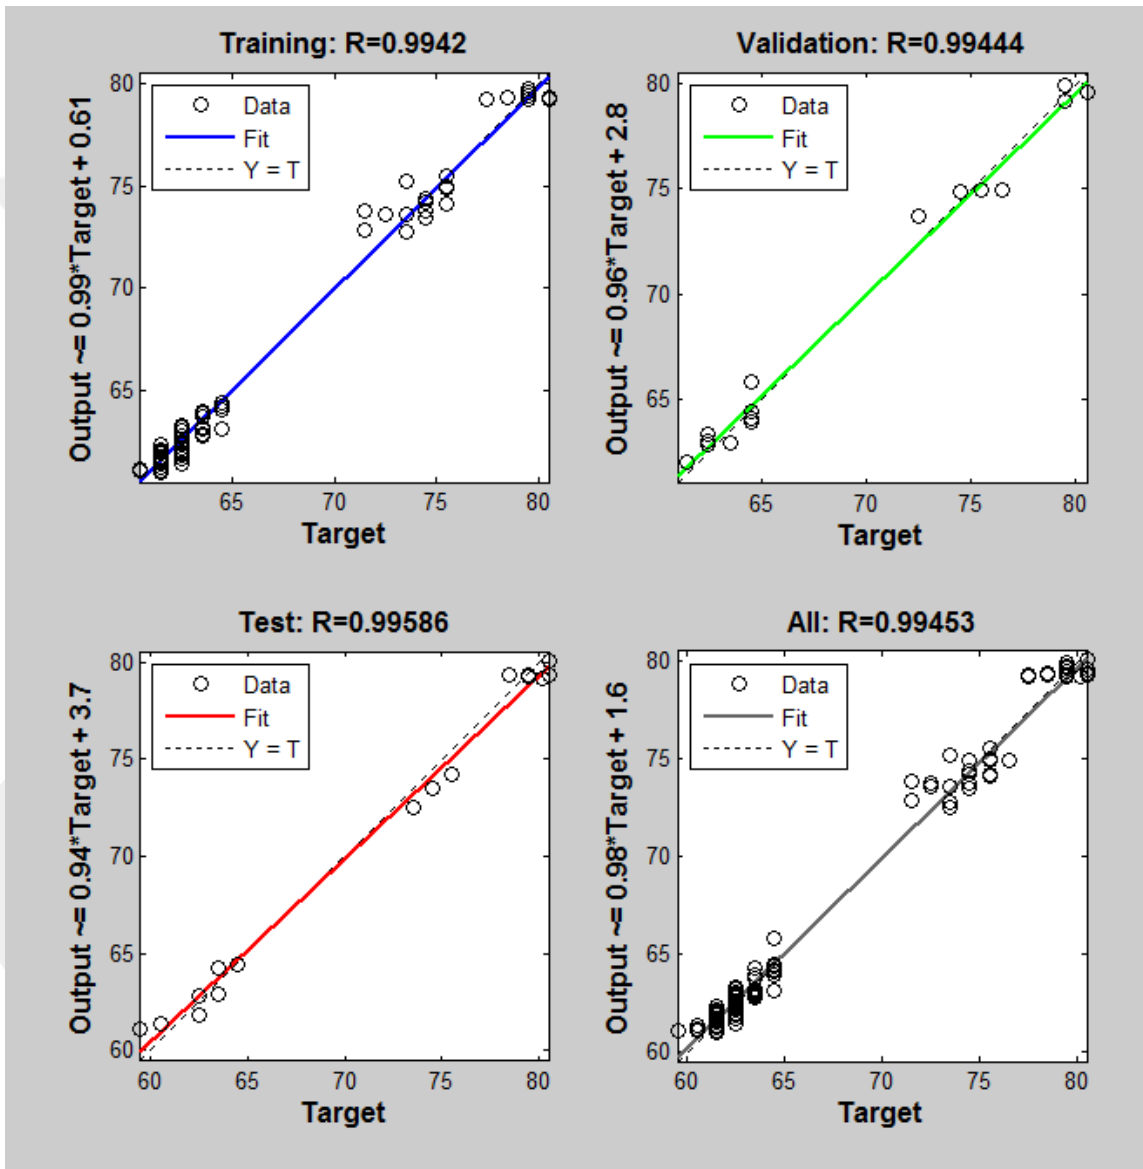 Training: R=0.9942
Output ~= 0.99*Target + 0.61
80
75
70
65
Data
Fit
Y = T
65
70
75
80
Target
Validation: R=0.99444
Output ~= 0.96*Target + 2.8
80
75
70
65
Data
Fit
Y = T
65
70
75
80
Target
Test: R=0.99586
Output ~= 0.94*Target + 3.7
80
75
70
65
60
Data
Fit
Y = T
60
65
70
75
80
Target
All: R=0.99453
Output ~= 0.98*Target + 1.6
80
75
70
65
60
Data
Fit
Y = T
60
65
70
75
80
Target